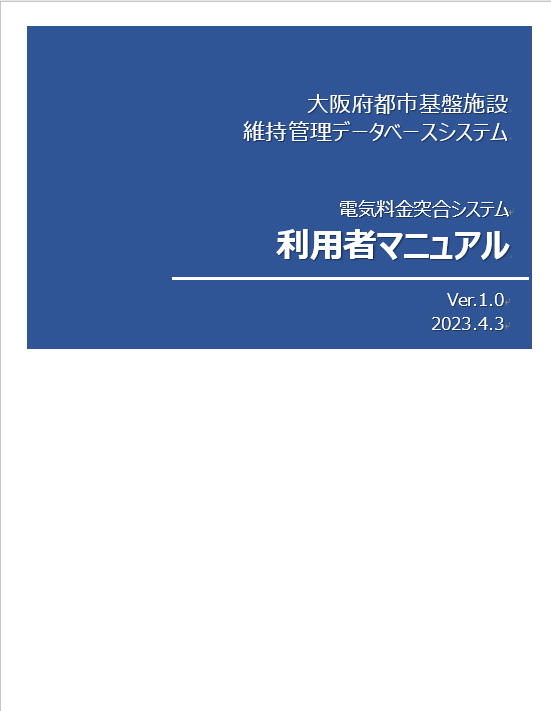 大阪府都市基盤施設
維持管理データベースシステム
電気料金突合システム
利用者マニュアル
Ver.1.0
2023.4.3